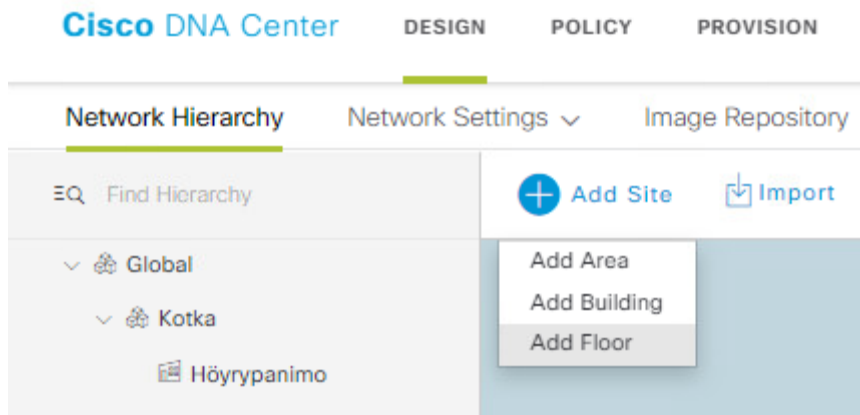 Cisco DNA Center DESIGN POLICY PROVISION
Network Hierarchy Network Settings Image Repository
Find Hierarchy Add Site Import
Add Area
Global
Add Building
Kotka
Add Floor
Höyrypanimo